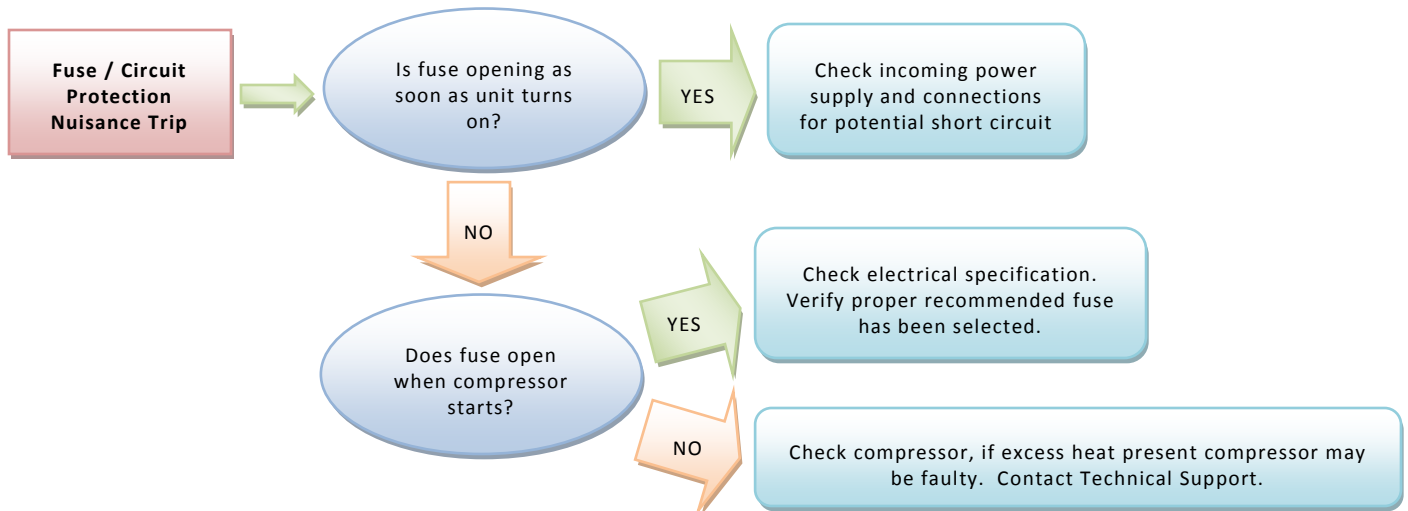 Fuse / Circuit
Protection
Nuisance Trip
Is fuse opening as
soon as unit turns
on?
YES
Check incoming power
supply and connections
for potential short circuit
NO
Does fuse open
when compressor
starts?
YES
Check electrical specification.
Verify proper recommended fuse
has been selected.
NO
Check compressor, if excess heat present compressor may
be faulty. Contact Technical Support.